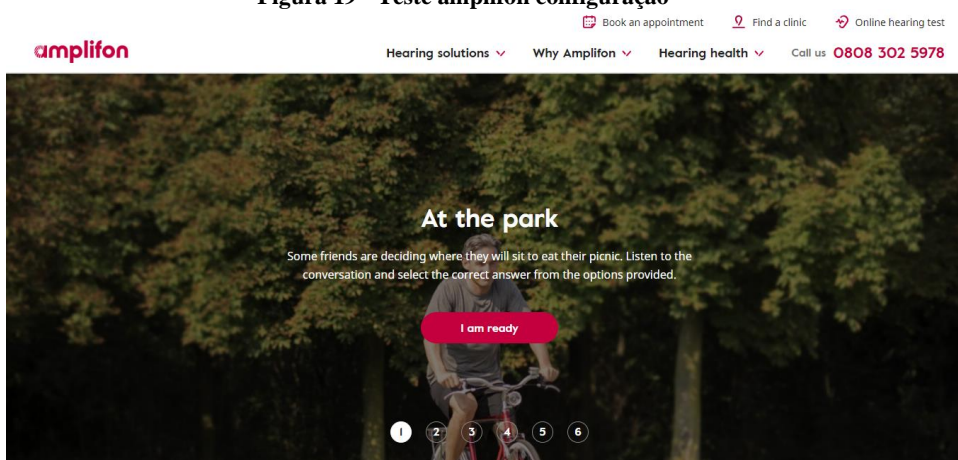 Figura 19 - Teste amplifon configuração
Book an appointment Find a clinic Online hearing test
amplifon Hearing solutions Why Amplifon Hearing health Call us 0808 302 5978
At the park
Some friends are deciding where they will sit to eat their picnic. Listen to the
conversation and select the correct answer from the options provided.
I am ready
1 2 3 4 5 6